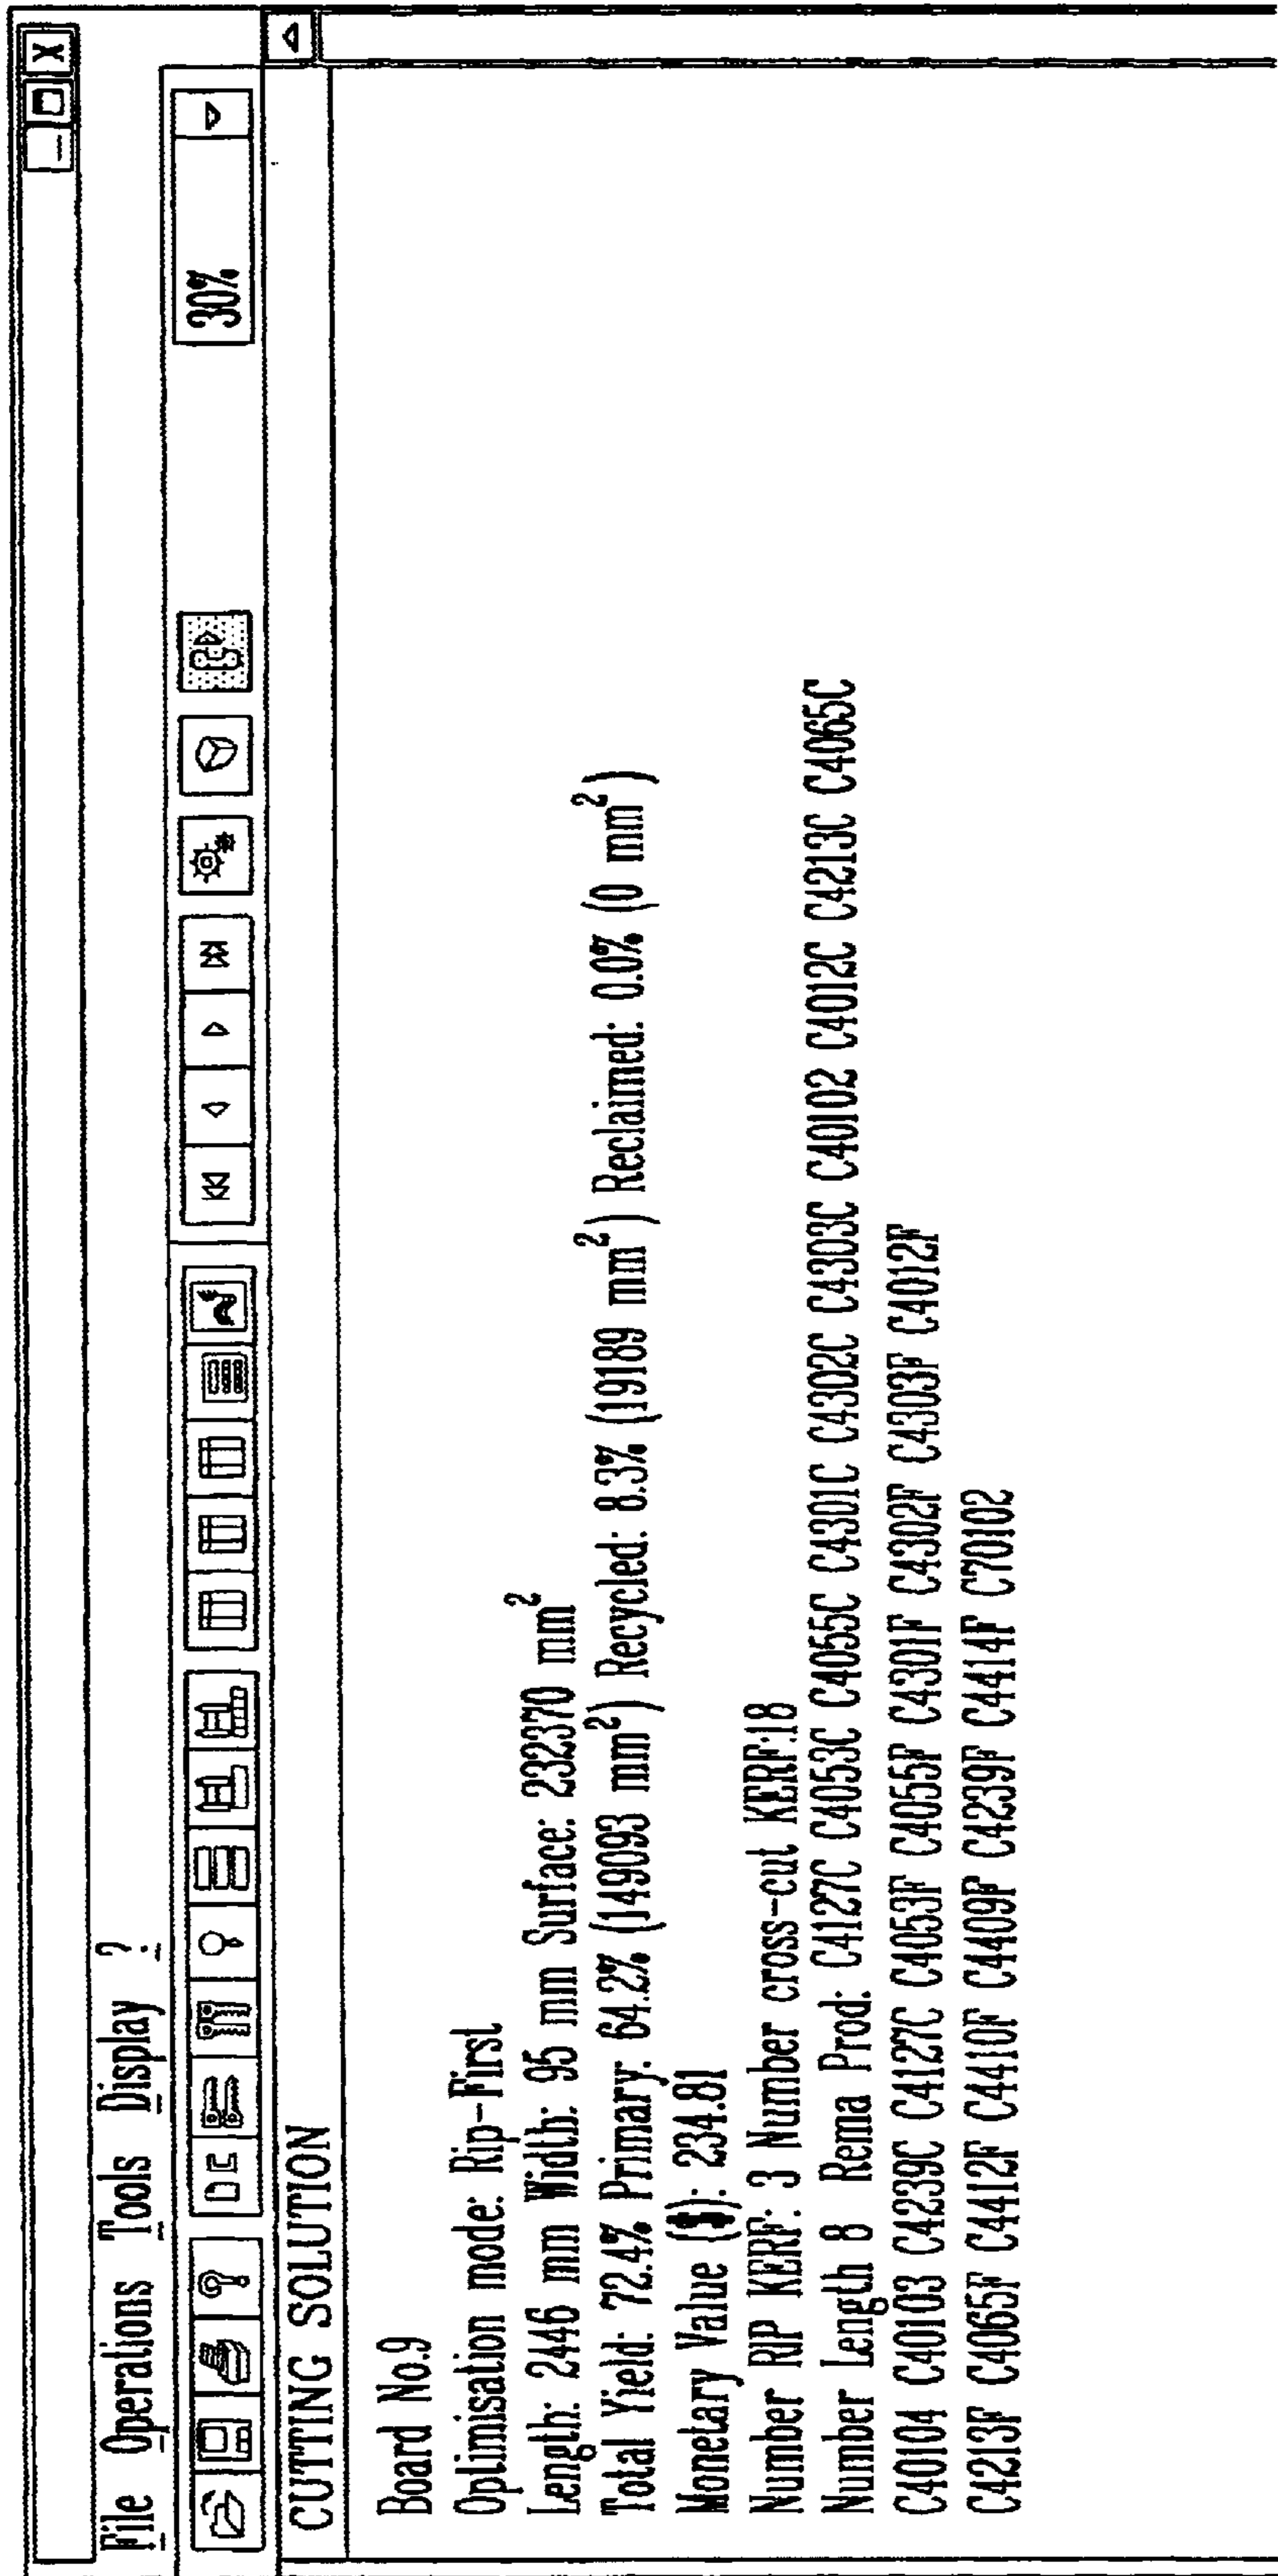 X
File Operations Tools Display ?
30%
CUTTING SOLUTION
Board No.9
Optimisation mode: Rip-First
Length: 2446 mm Width: 95 mm Surface: 232370 mm²
Total Yield: 72.4% Primary: 64.2% (149093 mm²) Recycled: 8.3% (19189 mm²) Reclaimed: 0.0% (0 mm²)
Monetary Value ($): 234.81
Number RIP KERF: 3 Number cross-cut KERF:18
Number Length 8 Rema Prod: C4127C C4053C C4055C C4301C C4302C C4303C C40102 C4012C C4213C C4065C
C40104 C40103 C4239C C4127C C4053F C4055F C4301F C4302F C4303F C4012F
C4213F C4065F C4412F C4410F C4409F C4239F C4414F C70102